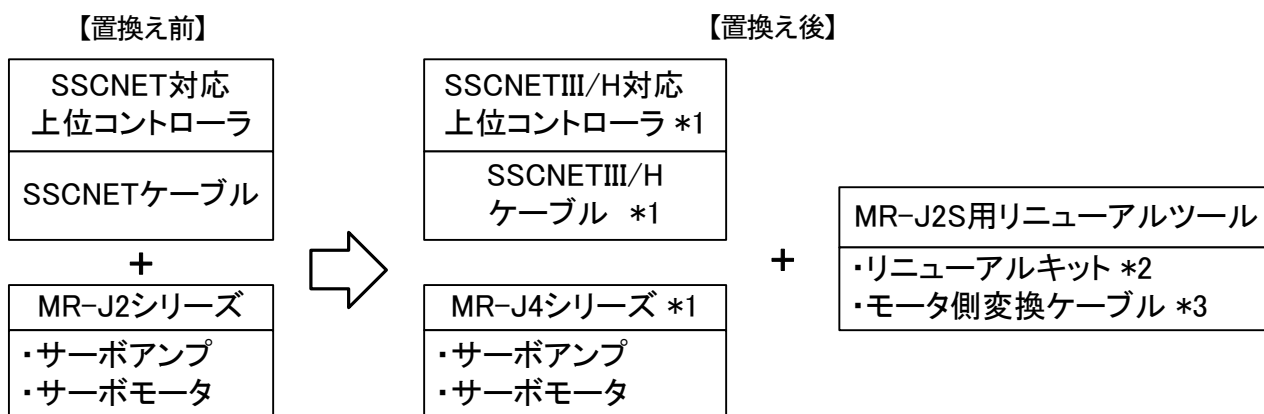 【置換え前】
SSCNET対応
上位コントローラ
SSCNETケーブル
+
MR-J2シリーズ
・サーボアンプ
・サーボモータ
【置換え後】
SSCNETIII/H対応
上位コントローラ *1
SSCNETIII/H
ケーブル *1
MR-J4シリーズ *1
・サーボアンプ
・サーボモータ
+
MR-J2S用リニューアルツール
・リニューアルキット *2
・モータ側変換ケーブル *3